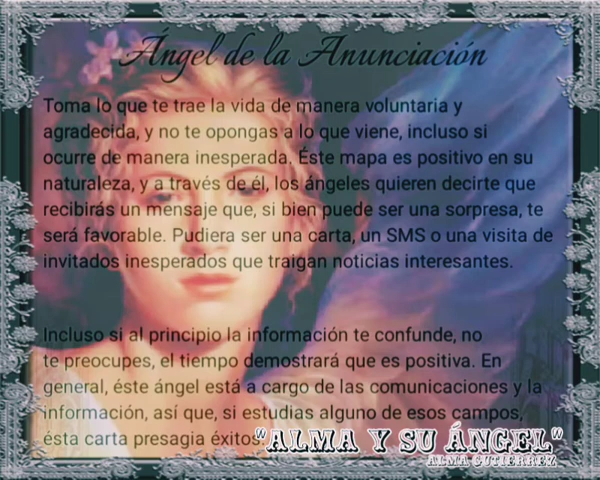 Ángel de la Anunciación
Toma lo que te trae la vida de manera voluntaria y
agradecida, y no te opongas a lo que viene, incluso si
ocurre de manera inesperada. Éste mapa es positivo en su
naturaleza, y a través de él, los ángeles quieren decirte que
recibirás un mensaje que, si bien puede ser una sorpresa, te
será favorable. Pudiera ser una carta, un SMS o una visita de
invitados inesperados que traigan noticias interesantes.
Incluso si al principio la información te confunde, no
te preocupes, el tiempo demostrará que es positiva. En
general, éste ángel está a cargo de las comunicaciones y la
información, así que, si estudias alguno de esos campos,
ésta carta presagia éxitos
"ALMA Y SU ÁNGEL"
ALMA GUTIERREZ